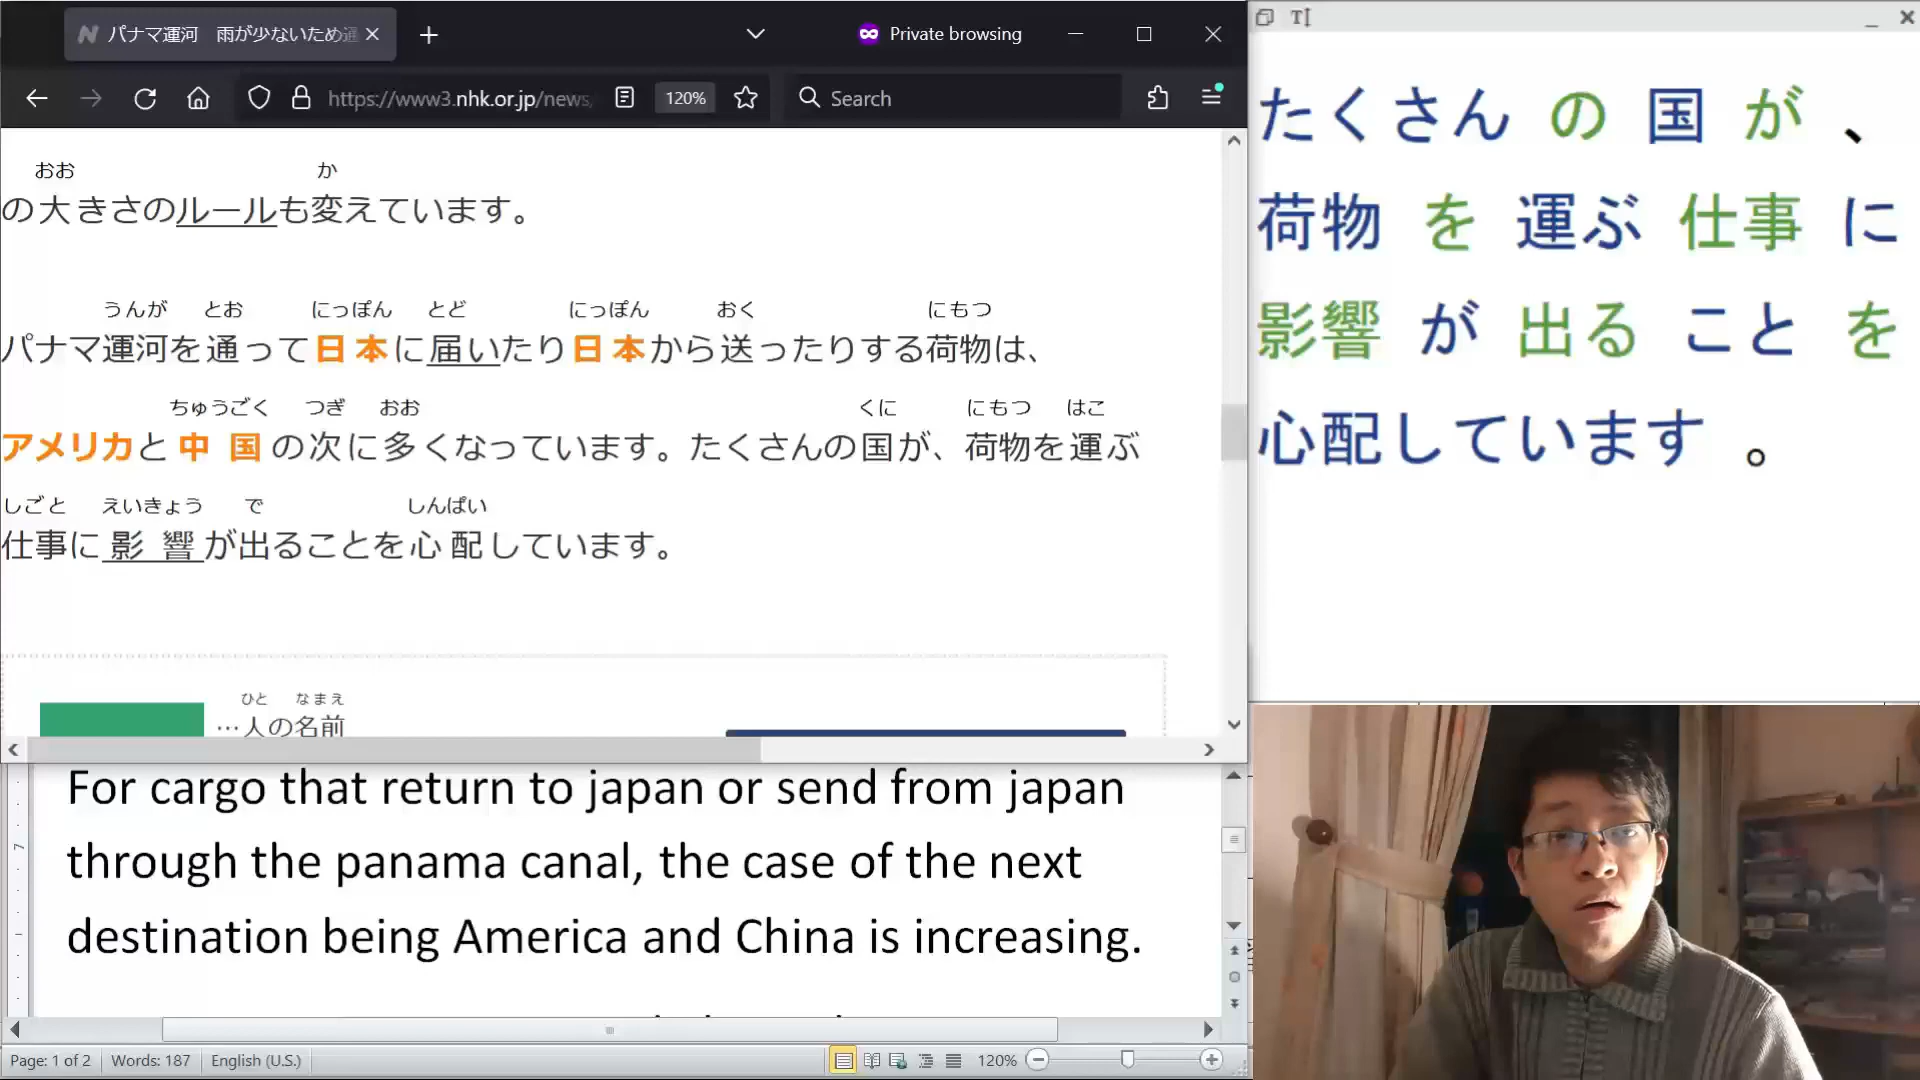 パナマ運河　雨が少ないため通
Private browsing
https://www3.nhk.or.jp/news/
120%
Search
おお か
の大きさのルールも変えています。
うんが とお にっぽん とど にっぽん おく にもつ
パナマ運河を通って日本に届いたり日本から送ったりする荷物は、
ちゅうごく つぎ おお くに にもつ はこ
アメリカと中国の次に多くなっています。たくさんの国が、荷物を運ぶ
しごと えいきょう で しんぱい
仕事に影響が出ることを心配しています。
ひと なまえ
…人の名前
たくさん の 国 が 、
荷物 を 運ぶ 仕事 に
影響 が 出る こと を
心配しています 。
For cargo that return to japan or send from japan
through the panama canal, the case of the next
destination being America and China is increasing.
7
Page: 1 of 2 Words: 187 English (U.S.) 120%